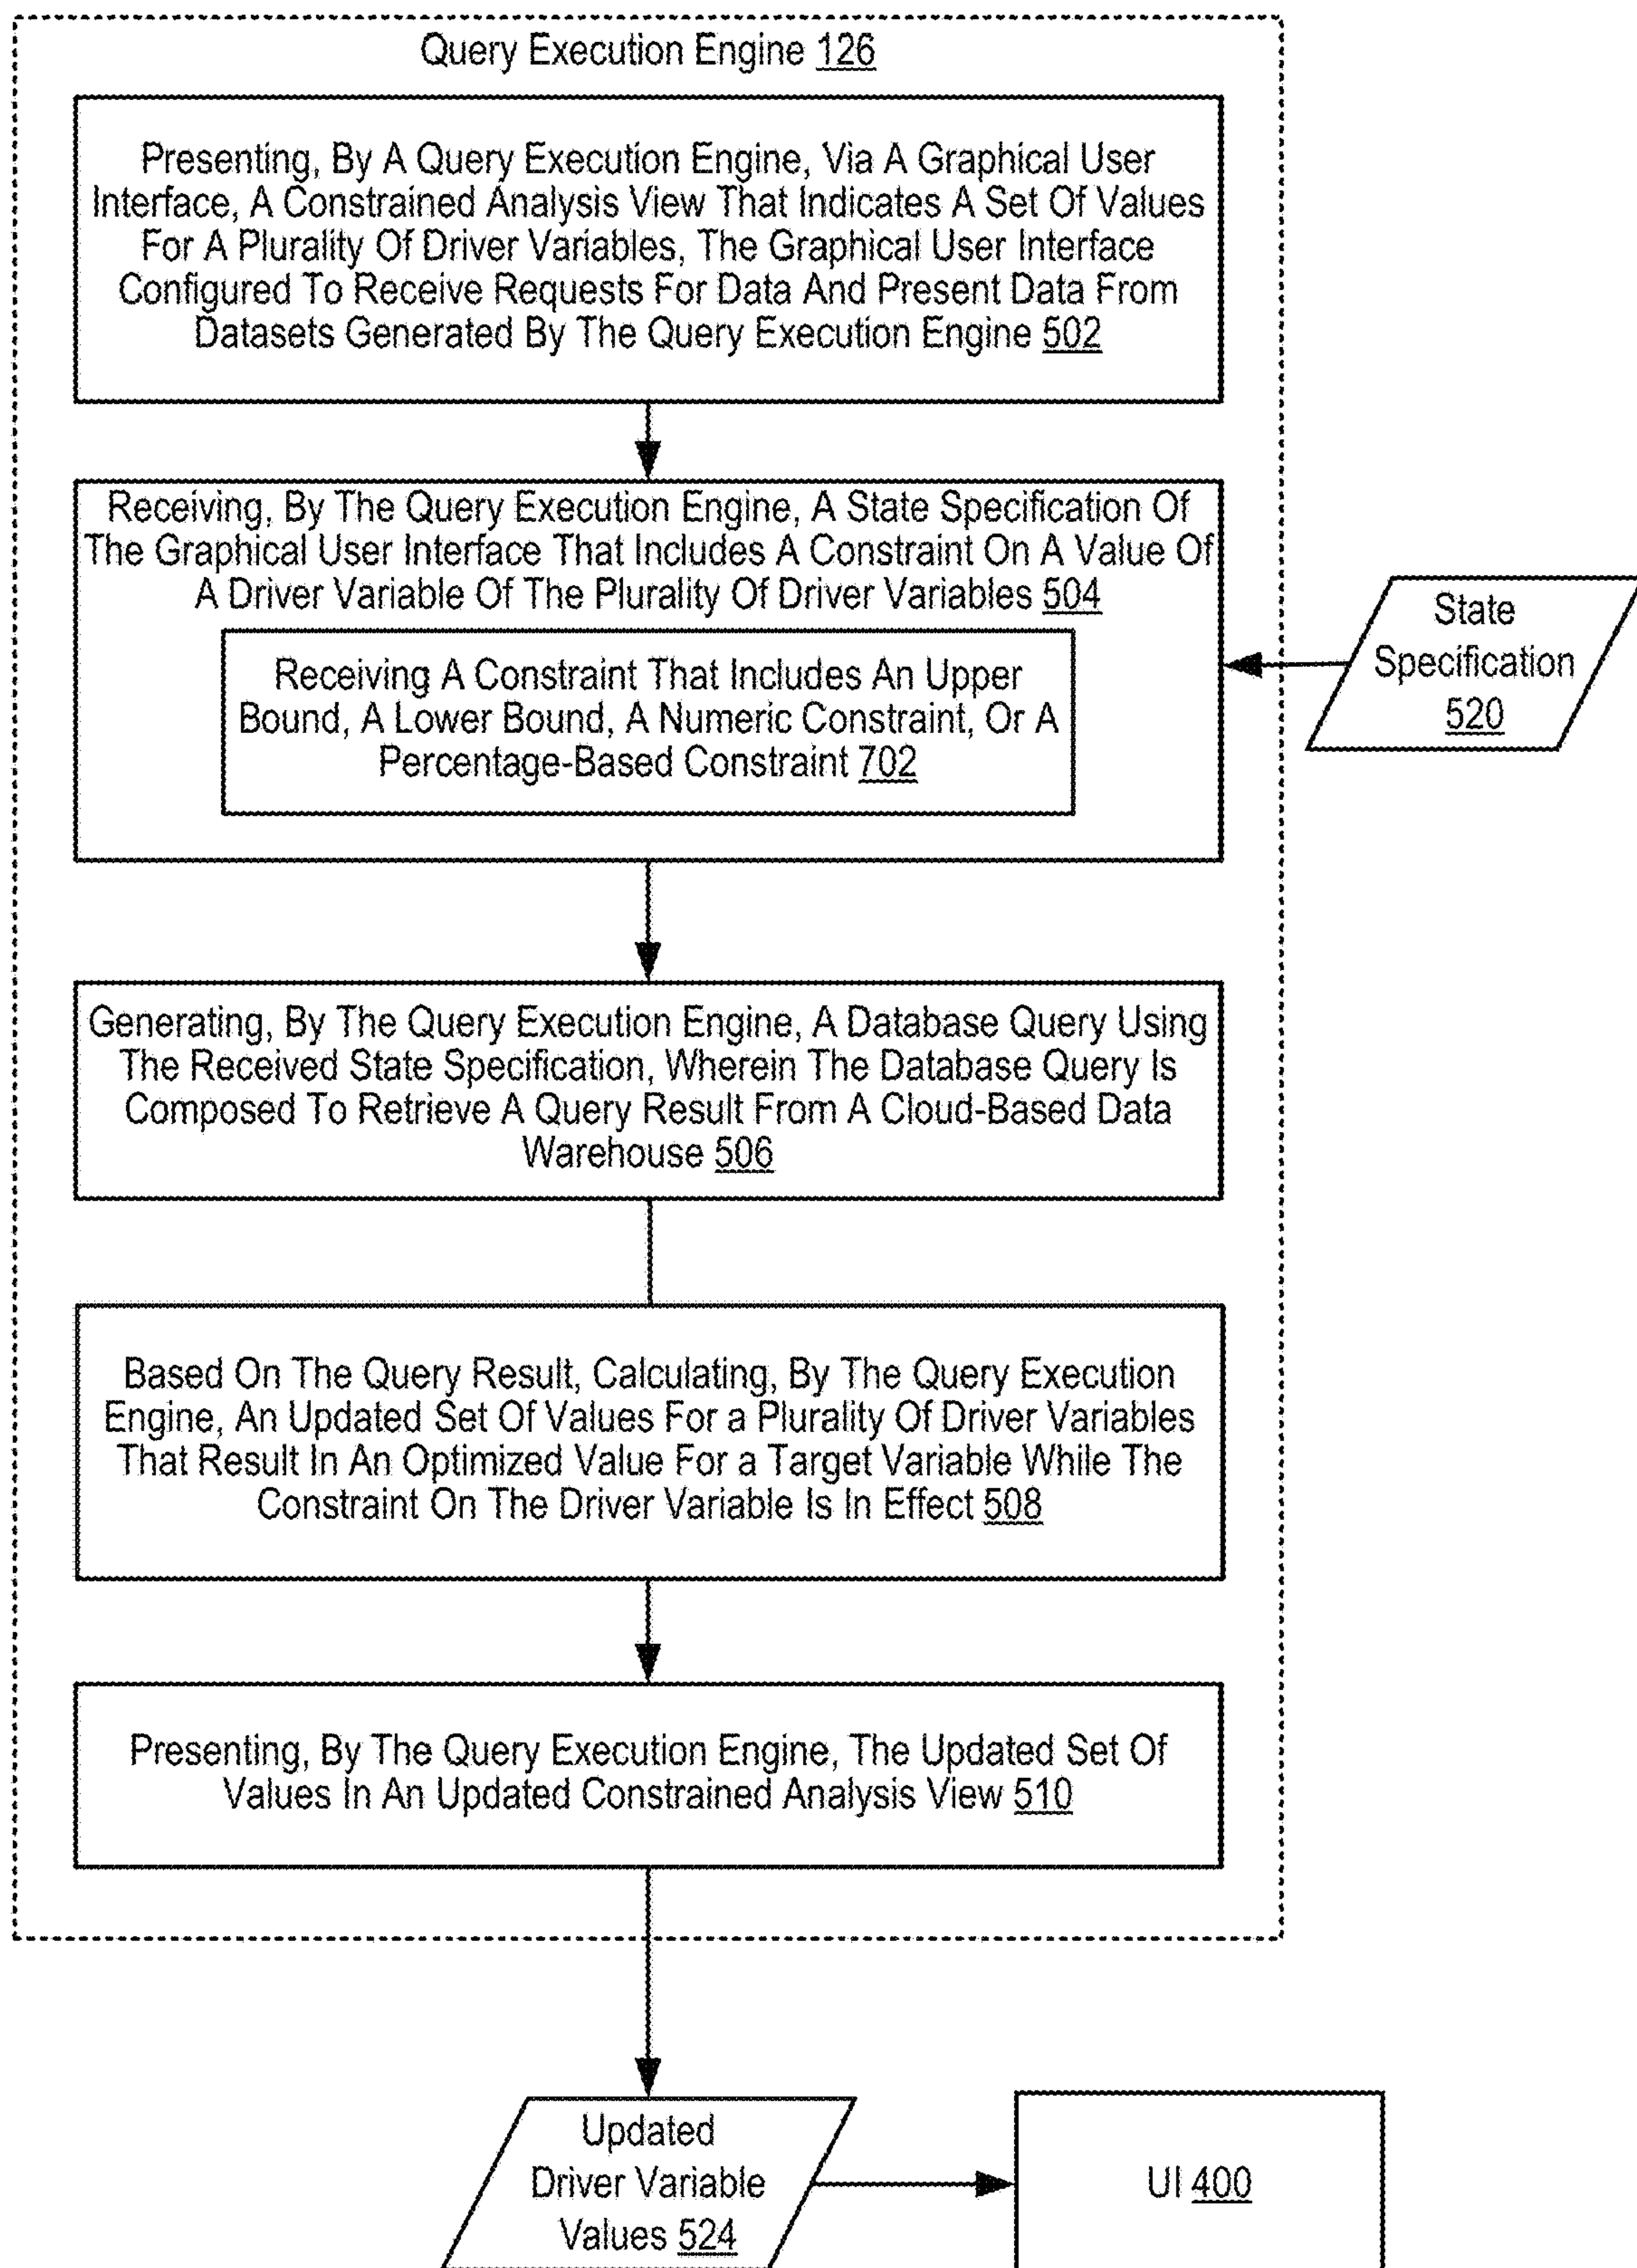 Query Execution Engine 126
Presenting, By A Query Execution Engine, Via A Graphical User
Interface, A Constrained Analysis View That Indicates A Set Of Values
For A Plurality Of Driver Variables, The Graphical User Interface
Configured To Receive Requests For Data And Present Data From
Datasets Generated By The Query Execution Engine 502
Receiving, By The Query Execution Engine, A State Specification Of
The Graphical User Interface That Includes A Constraint On A Value Of
A Driver Variable Of The Plurality Of Driver Variables 504
Receiving A Constraint That Includes An Upper
Bound, A Lower Bound, A Numeric Constraint, Or A
Percentage-Based Constraint 702
State
Specification
520
Generating, By The Query Execution Engine, A Database Query Using
The Received State Specification, Wherein The Database Query Is
Composed To Retrieve A Query Result From A Cloud-Based Data
Warehouse 506
Based On The Query Result, Calculating, By The Query Execution
Engine, An Updated Set Of Values For a Plurality Of Driver Variables
That Result In An Optimized Value For a Target Variable While The
Constraint On The Driver Variable Is In Effect 508
Presenting, By The Query Execution Engine, The Updated Set Of
Values In An Updated Constrained Analysis View 510
Updated
Driver Variable
Values 524
UI 400